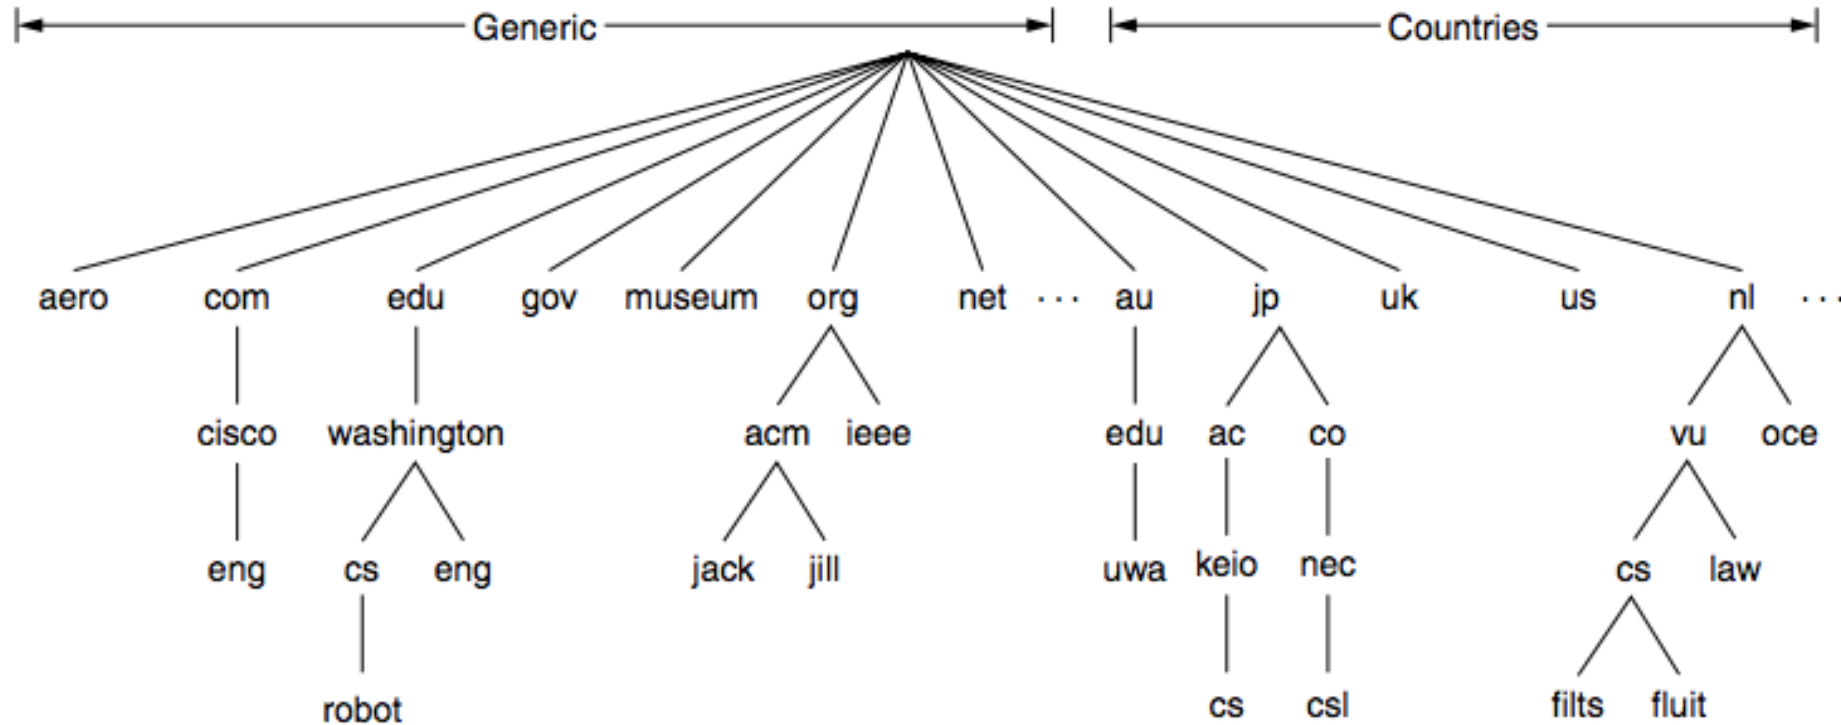 Generic Countries
aero com edu gov museum org net ··· au jp uk us nl ···
cisco washington acm ieee edu ac co vu oce
eng cs eng jack jill uwa keio nec cs law
robot cs csl filts fluit